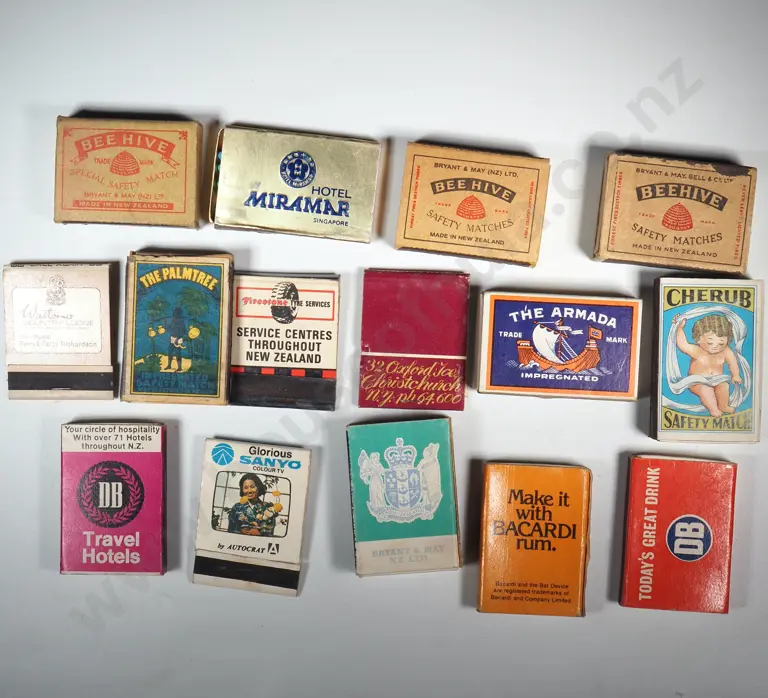 BEE HIVE
TRADE MARK
SPECIAL SAFETY MATCH
BRYANT & MAY (NZ) LTD
MADE IN NEW ZEALAND
HOTEL
MIRAMAR
SINGAPORE
BRYANT & MAY (NZ) LTD.
BEE HIVE
TRADE MARK
SAFETY MATCHES
MADE IN NEW ZEALAND
BRYANT & MAY, BELL & CO LTD
BEEHIVE
TRADE MARK
SAFETY MATCHES
MADE IN NEW ZEALAND
THE PALMTREE
SAFETY MATCH
Firestone TYRE SERVICES
SERVICE CENTRES
THROUGHOUT
NEW ZEALAND
32 Oxford Tce
Christchurch
N.Z. ph 64,600
THE ARMADA
TRADE MARK
IMPREGNATED
CHERUB
SAFETY MATCH
Your circle of hospitality
With over 71 Hotels
throughout N.Z.
DB
Travel
Hotels
Glorious
SANYO
COLOUR TV
by AUTOCRAT A
BRYANT & MAY
NZ LTD.
Make it
with
BACARDI
rum.
Bacardi and the Bat Device
are registered trademarks of
Bacardi and Company Limited
TODAY'S GREAT DRINK
DB